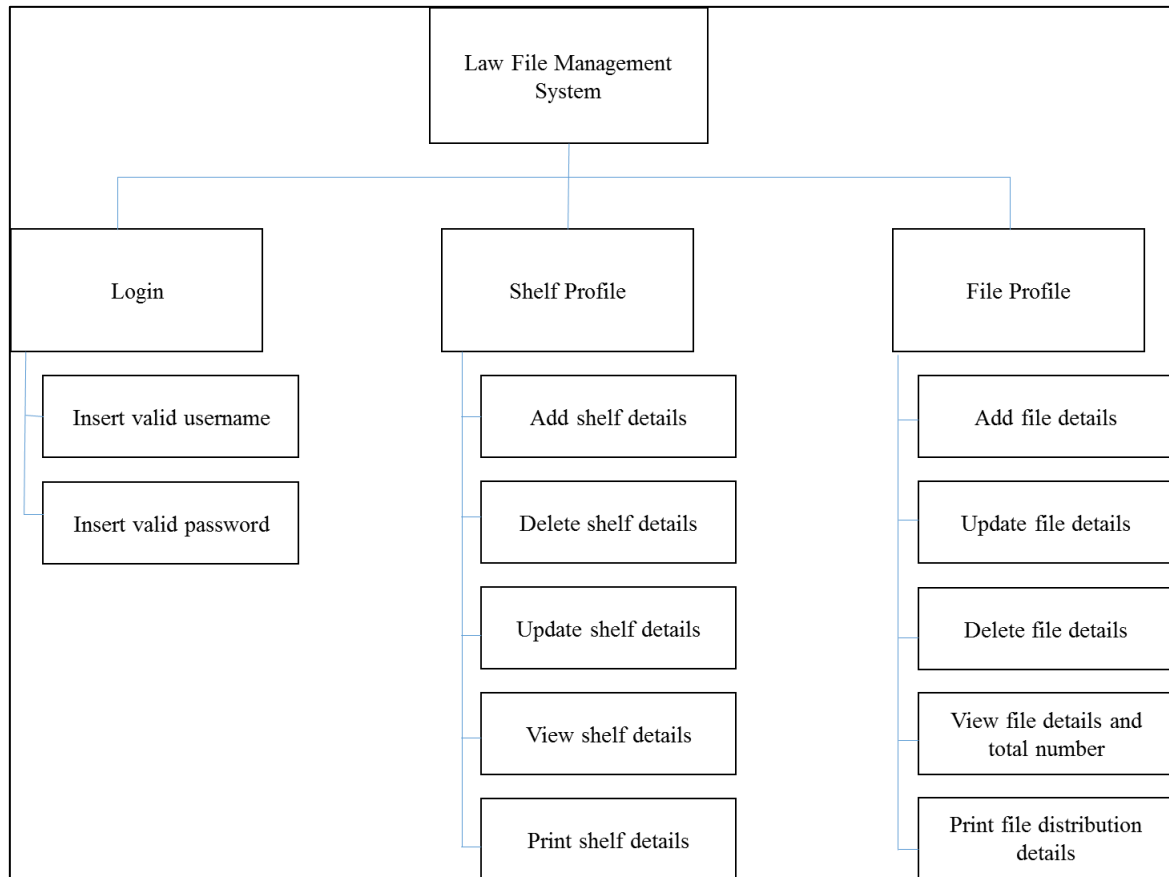 Law File Management
System
Login
Shelf Profile
File Profile
Insert valid username
Insert valid password
Add shelf details
Delete shelf details
Update shelf details
View shelf details
Print shelf details
Add file details
Update file details
Delete file details
View file details and
total number
Print file distribution
details